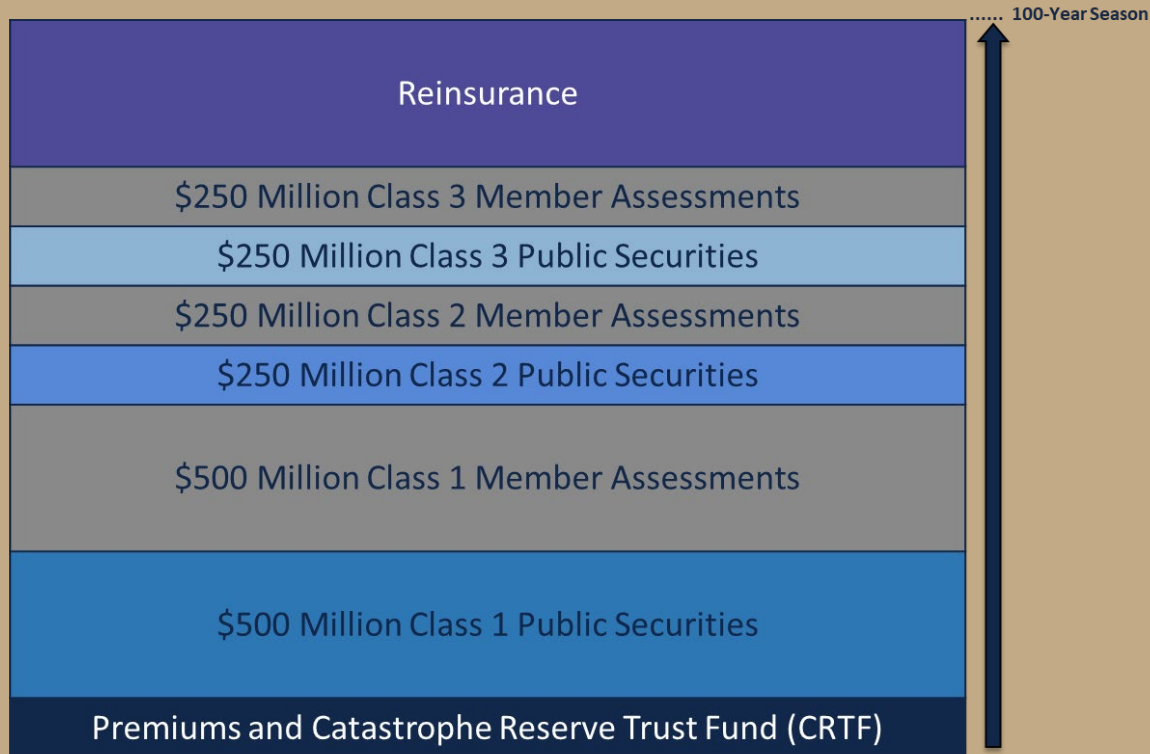 ...... 100-Year Season
Reinsurance
$250 Million Class 3 Member Assessments
$250 Million Class 3 Public Securities
$250 Million Class 2 Member Assessments
$250 Million Class 2 Public Securities
$500 Million Class 1 Member Assessments
$500 Million Class 1 Public Securities
Premiums and Catastrophe Reserve Trust Fund (CRTF)